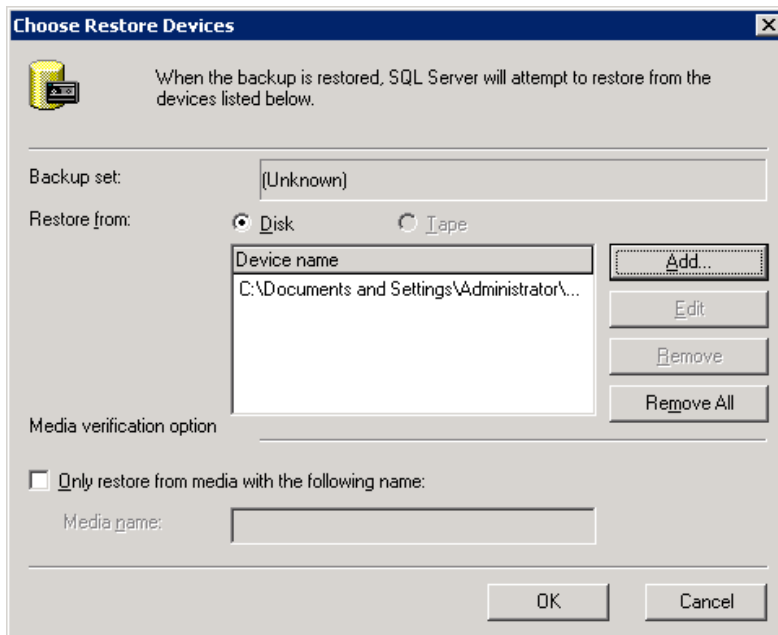 Choose Restore Devices
When the backup is restored, SQL Server will attempt to restore from the
devices listed below.
Backup set:
(Unknown)
Restore from:
Disk
Tape
Device name
C:\Documents and Settings\Administrator\...
Add...
Edit
Remove
Remove All
Media verification option
Only restore from media with the following name:
Media name:
OK
Cancel